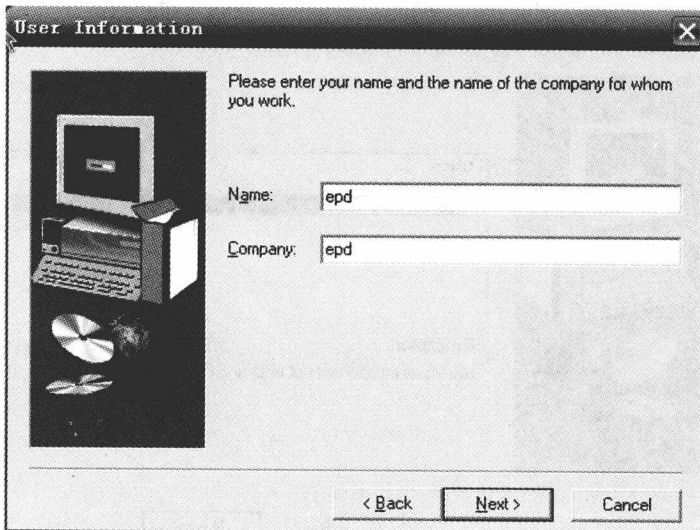 User Information
Please enter your name and the name of the company for whom
you work.
Name:
epd
Company:
epd
< Back
Next >
Cancel